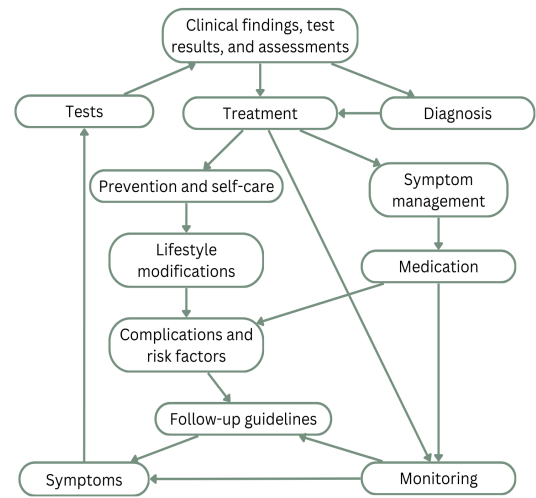 Clinical findings, test
results, and assessments
Tests
Treatment
Diagnosis
Prevention and self-care
Symptom
management
Lifestyle
modifications
Medication
Complications and
risk factors
Follow-up guidelines
Symptoms
Monitoring